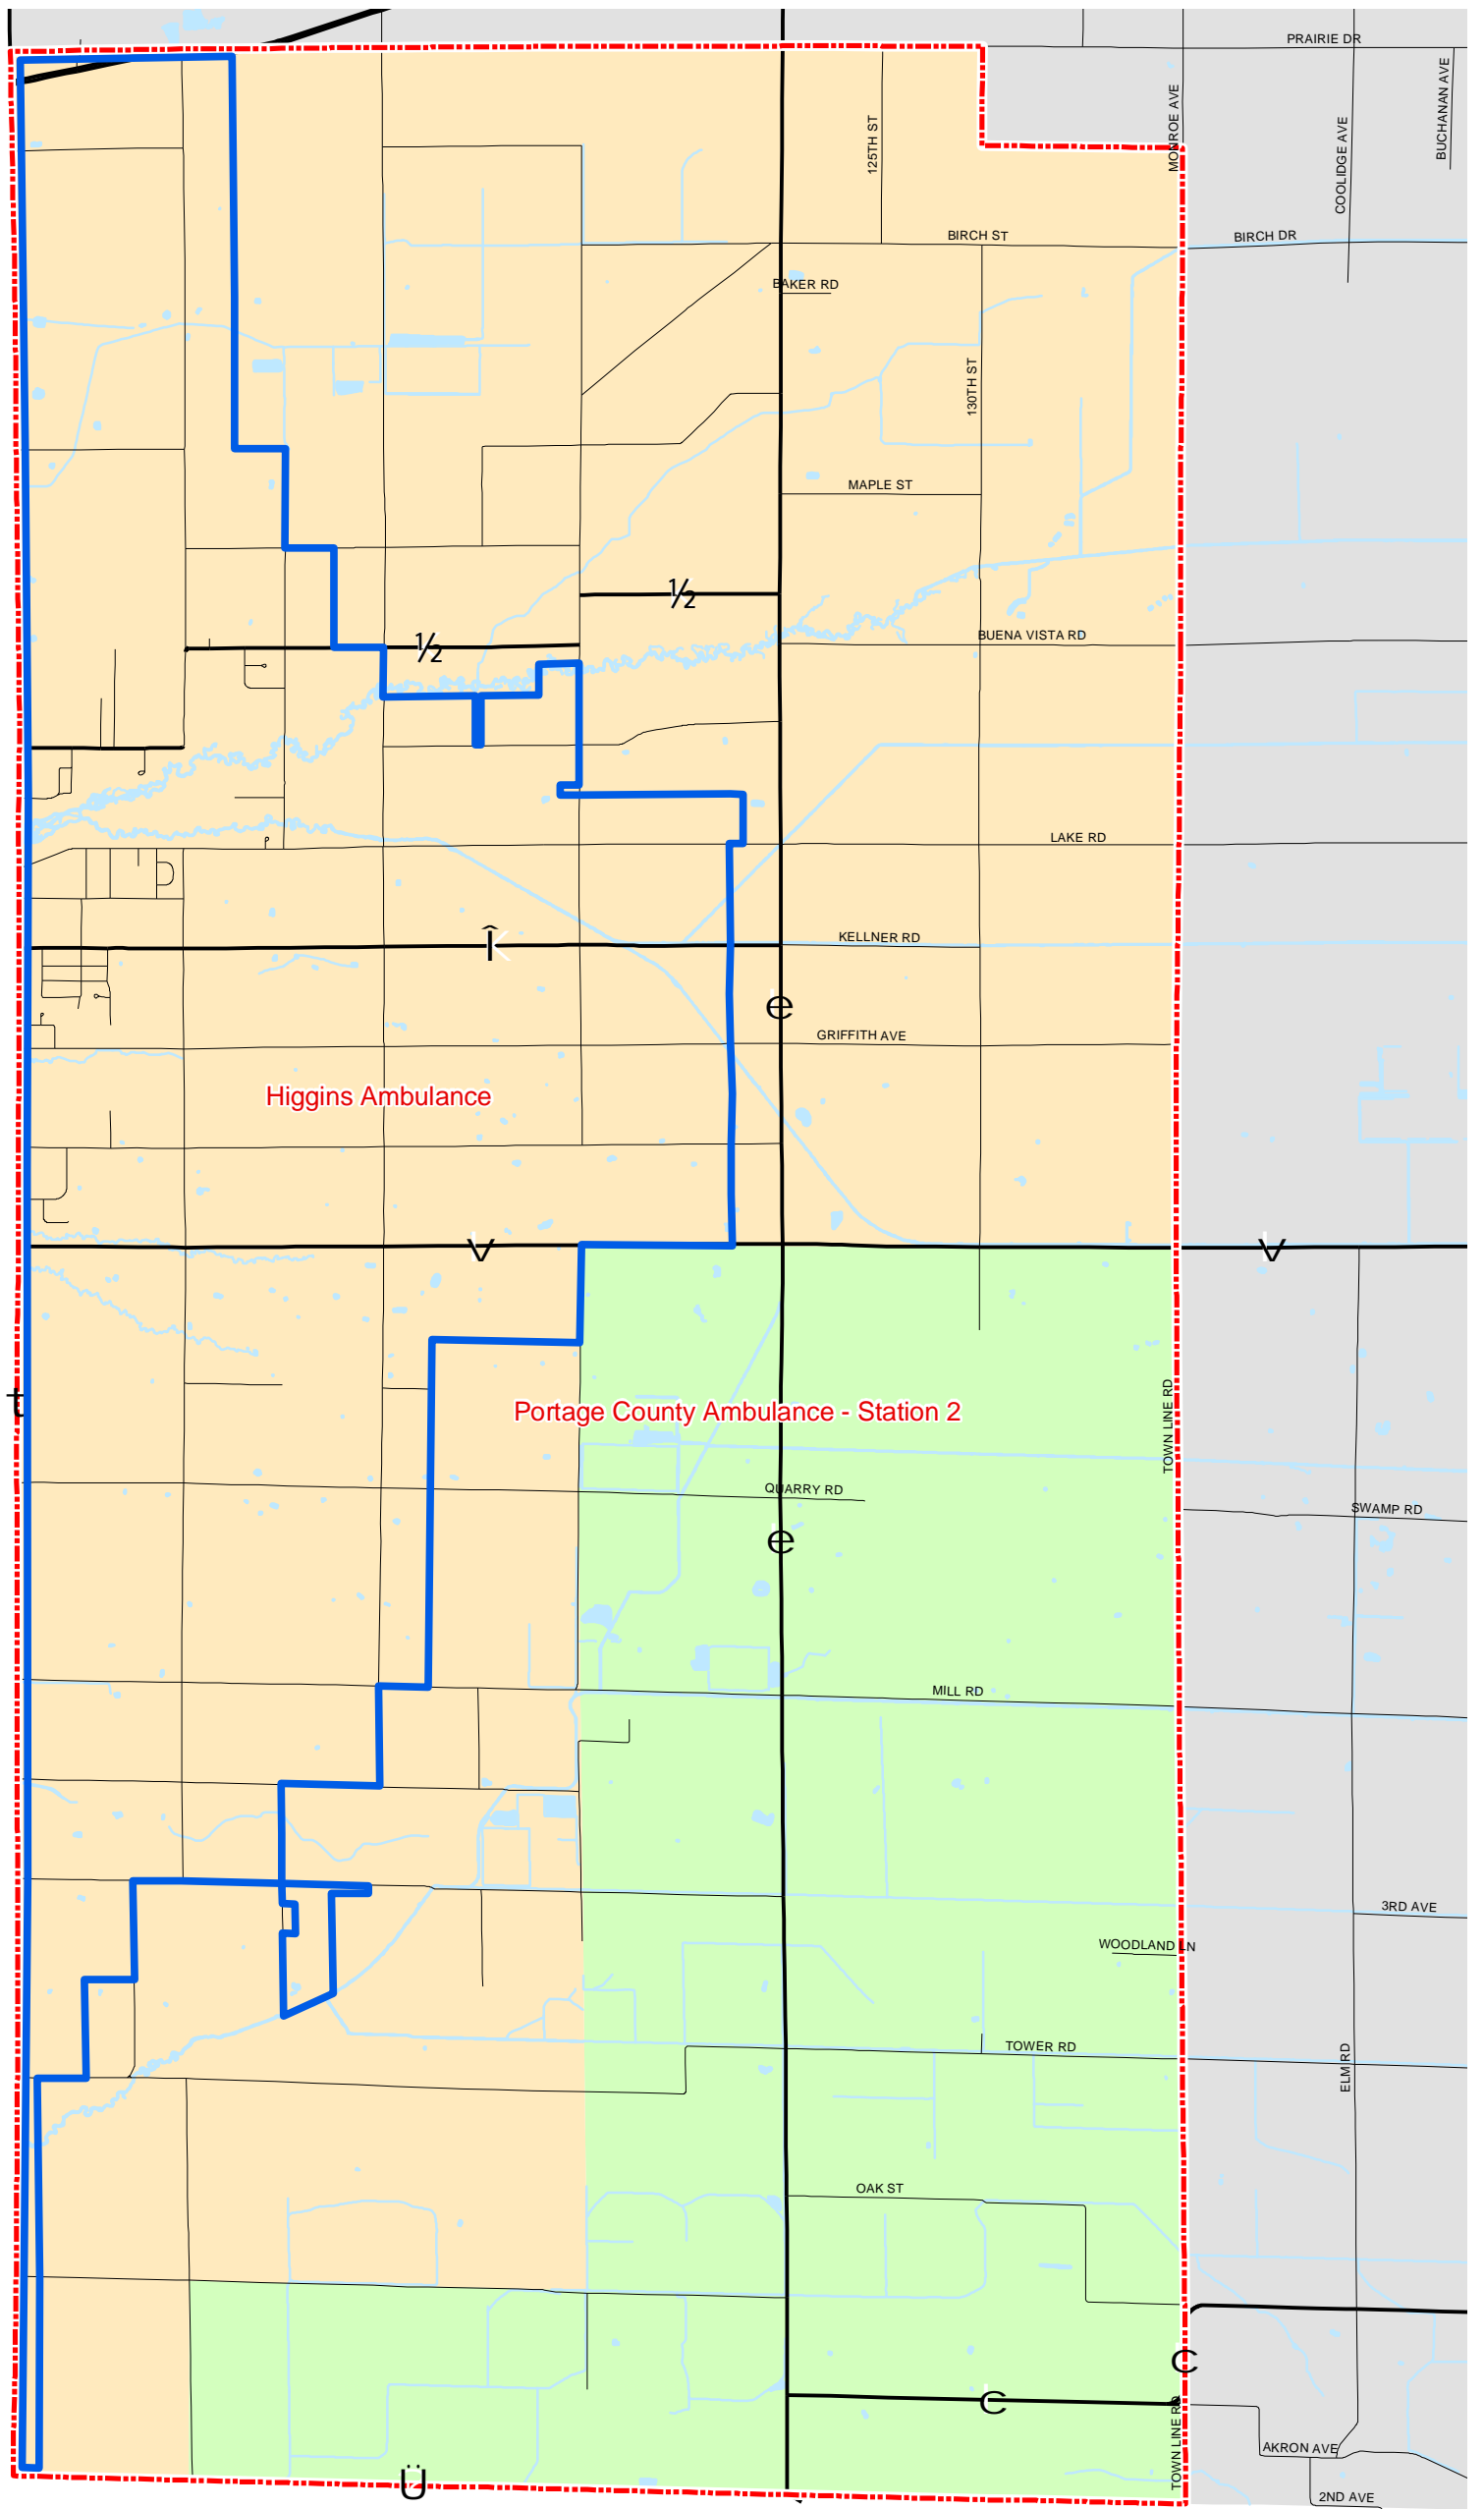 PRAIRIE DR
BUCHANAN AVE
MONROE AVE
COOLIDGE AVE
125TH ST
BIRCH ST
BIRCH DR
BAKER RD
130TH ST
MAPLE ST
½
½
BUENA VISTA RD
LAKE RD
KELLNER RD
e
GRIFFITH AVE
Higgins Ambulance
V
V
t
Portage County Ambulance - Station 2
TOWN LINE RD
QUARRY RD
SWAMP RD
e
MILL RD
3RD AVE
WOODLAND LN
TOWER RD
ELM RD
OAK ST
C
C
TOWN LINE RD
AKRON AVE
Ü
2ND AVE